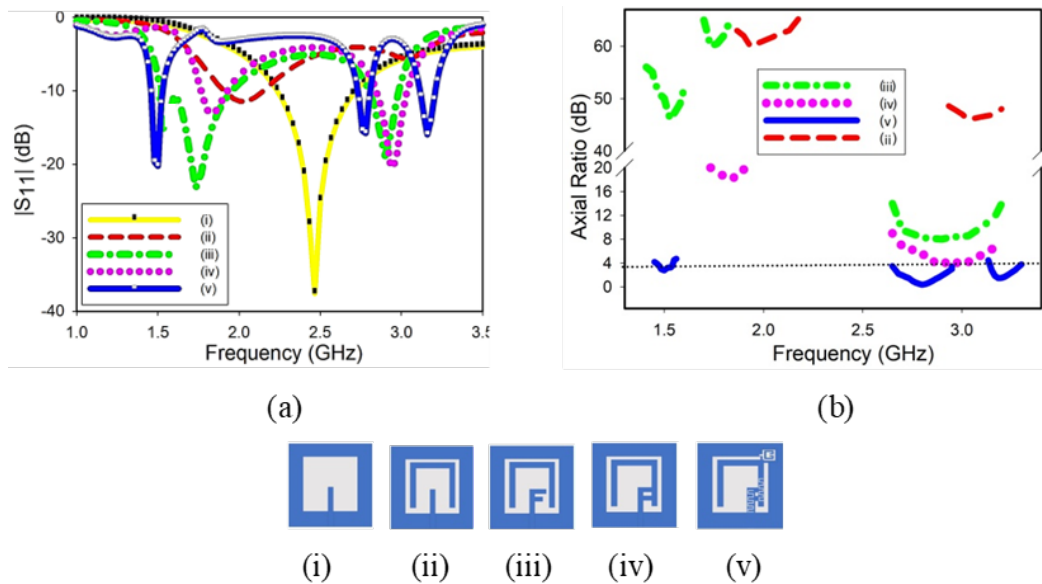 0
-10
-20
-30
-40
|S11| (dB)
(i)
(ii)
(iii)
(iv)
(v)
1.0 1.5 2.0 2.5 3.0 3.5
Frequency (GHz)
(a)
60
50
40
20
16
12
8
4
0
Axial Ratio (dB)
(iii)
(iv)
(v)
(ii)
1.5 2.0 3.0
Frequency (GHz)
(b)
(i) (ii) (iii) (iv) (v)